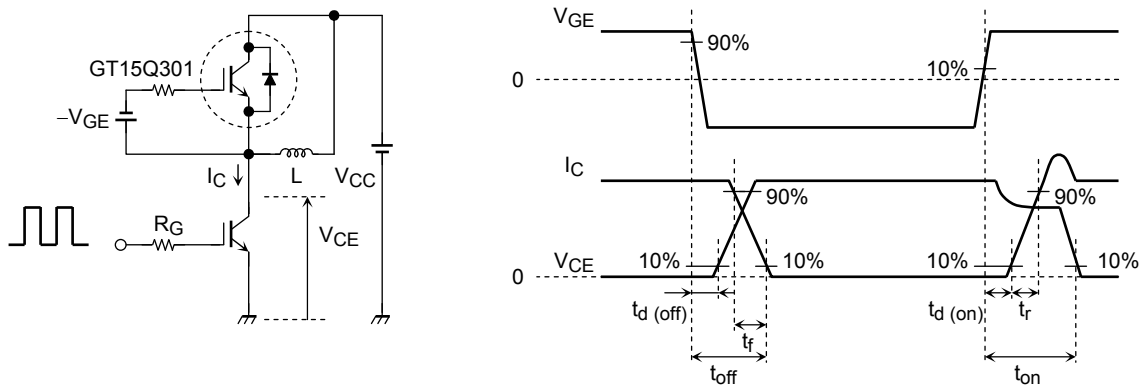 GT15Q301
−VGE
IC
L
VCC
RG
VCE
VGE
90%
0
10%
IC
90%
VCE
0
10%
10%
10%
10%
td (off)
tf
toff
td (on)
tr
ton